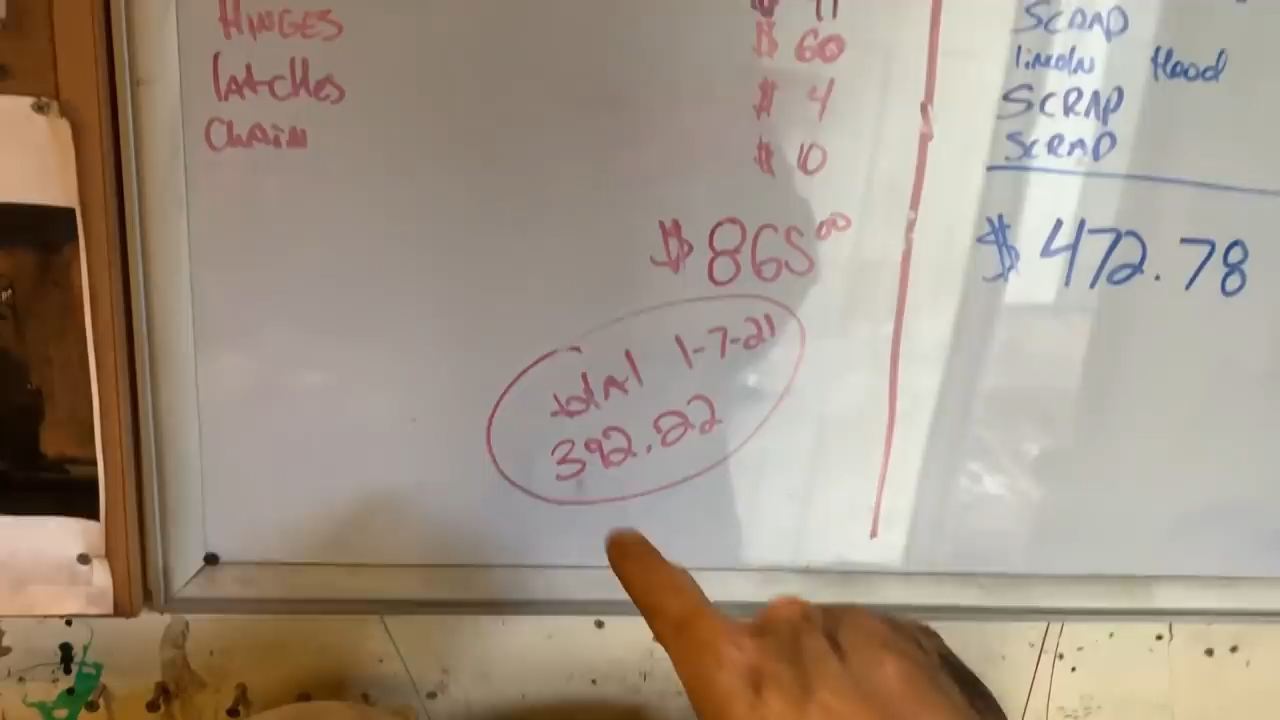 HINGES $ 60
LATCHES $ 4
CHAIN $ 10
$ 865.00
total 1-7-21
392.22
SCRAP
lincoln Hood
SCRAP
SCRAP
$ 472.78